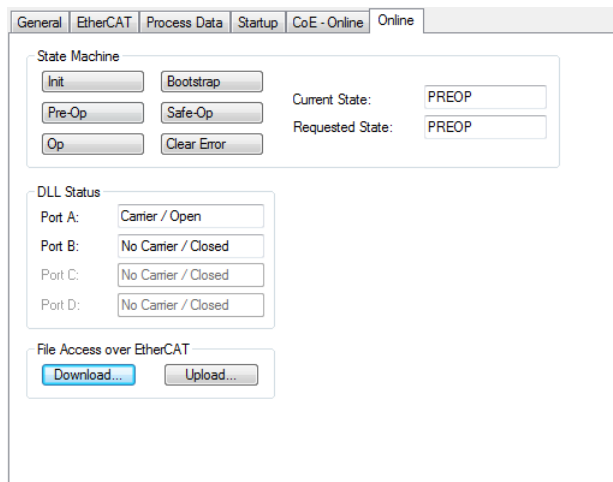 General EtherCAT Process Data Startup CoE - Online Online
State Machine
Init Bootstrap
Current State: PREOP
Pre-Op Safe-Op
Requested State: PREOP
Op Clear Error
DLL Status
Port A: Carrier / Open
Port B: No Carrier / Closed
Port C: No Carrier / Closed
Port D: No Carrier / Closed
File Access over EtherCAT
Download... Upload...